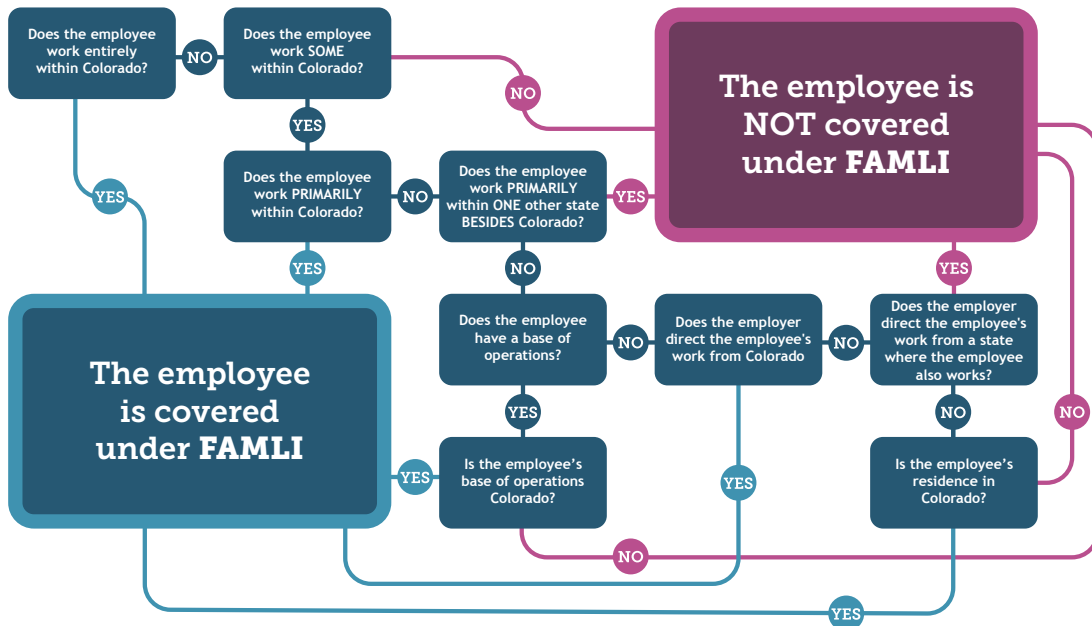 Does the employee
work entirely
within Colorado?
NO
Does the employee
work SOME
within Colorado?
NO
The employee is
NOT covered
under FAMLI
YES
YES
Does the employee
work PRIMARILY
within Colorado?
NO
Does the employee
work PRIMARILY
within ONE other state
BESIDES Colorado?
YES
YES
NO
YES
The employee
is covered
under FAMLI
Does the employee
have a base of
operations?
NO
Does the employer
direct the employee's
work from Colorado
NO
Does the employer
direct the employee's
work from a state
where the employee
also works?
YES
NO
NO
YES
Is the employee’s
base of operations
Colorado?
YES
Is the employee’s
residence in
Colorado?
NO
YES